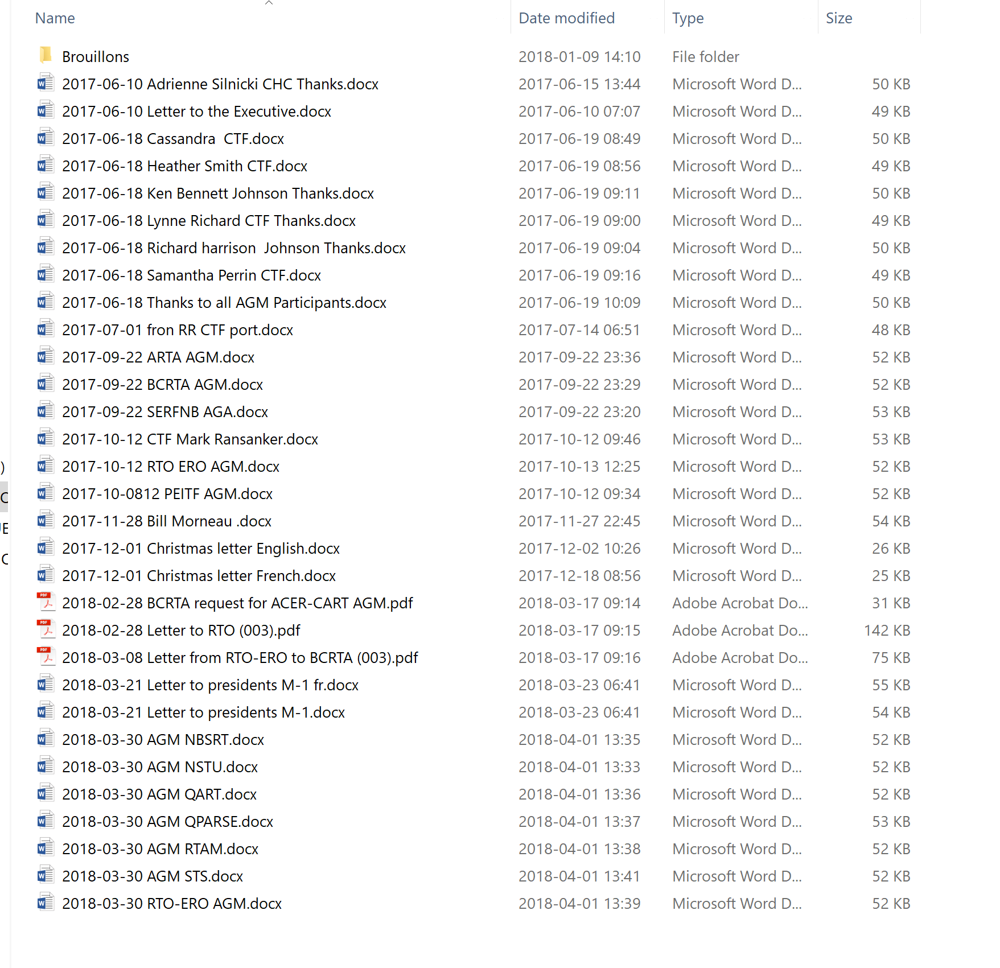 Name Date modified Type Size
Brouillons 2018-01-09 14:10 File folder
2017-06-10 Adrienne Silnicki CHC Thanks.docx 2017-06-15 13:44 Microsoft Word D... 50 KB
2017-06-10 Letter to the Executive.docx 2017-06-10 07:07 Microsoft Word D... 49 KB
2017-06-18 Cassandra  CTF.docx 2017-06-19 08:49 Microsoft Word D... 50 KB
2017-06-18 Heather Smith CTF.docx 2017-06-19 08:56 Microsoft Word D... 49 KB
2017-06-18 Ken Bennett Johnson Thanks.docx 2017-06-19 09:11 Microsoft Word D... 50 KB
2017-06-18 Lynne Richard CTF Thanks.docx 2017-06-19 09:00 Microsoft Word D... 49 KB
2017-06-18 Richard harrison  Johnson Thanks.docx 2017-06-19 09:04 Microsoft Word D... 50 KB
2017-06-18 Samantha Perrin CTF.docx 2017-06-19 09:16 Microsoft Word D... 49 KB
2017-06-18 Thanks to all AGM Participants.docx 2017-06-19 10:09 Microsoft Word D... 50 KB
2017-07-01 fron RR CTF port.docx 2017-07-14 06:51 Microsoft Word D... 48 KB
2017-09-22 ARTA AGM.docx 2017-09-22 23:36 Microsoft Word D... 52 KB
2017-09-22 BCRTA AGM.docx 2017-09-22 23:29 Microsoft Word D... 52 KB
2017-09-22 SERFNB AGA.docx 2017-09-22 23:20 Microsoft Word D... 53 KB
2017-10-12 CTF Mark Ransanker.docx 2017-10-12 09:46 Microsoft Word D... 53 KB
2017-10-12 RTO ERO AGM.docx 2017-10-13 12:25 Microsoft Word D... 52 KB
2017-10-0812 PEITF AGM.docx 2017-10-12 09:34 Microsoft Word D... 52 KB
2017-11-28 Bill Morneau .docx 2017-11-27 22:45 Microsoft Word D... 54 KB
2017-12-01 Christmas letter English.docx 2017-12-02 10:26 Microsoft Word D... 26 KB
2017-12-01 Christmas letter French.docx 2017-12-18 08:56 Microsoft Word D... 25 KB
2018-02-28 BCRTA request for ACER-CART AGM.pdf 2018-03-17 09:14 Adobe Acrobat Do... 31 KB
2018-02-28 Letter to RTO (003).pdf 2018-03-17 09:15 Adobe Acrobat Do... 142 KB
2018-03-08 Letter from RTO-ERO to BCRTA (003).pdf 2018-03-17 09:16 Adobe Acrobat Do... 75 KB
2018-03-21 Letter to presidents M-1 fr.docx 2018-03-23 06:41 Microsoft Word D... 55 KB
2018-03-21 Letter to presidents M-1.docx 2018-03-23 06:41 Microsoft Word D... 54 KB
2018-03-30 AGM NBSRT.docx 2018-04-01 13:35 Microsoft Word D... 52 KB
2018-03-30 AGM NSTU.docx 2018-04-01 13:33 Microsoft Word D... 52 KB
2018-03-30 AGM QART.docx 2018-04-01 13:36 Microsoft Word D... 52 KB
2018-03-30 AGM QPARSE.docx 2018-04-01 13:37 Microsoft Word D... 53 KB
2018-03-30 AGM RTAM.docx 2018-04-01 13:38 Microsoft Word D... 52 KB
2018-03-30 AGM STS.docx 2018-04-01 13:41 Microsoft Word D... 52 KB
2018-03-30 RTO-ERO AGM.docx 2018-04-01 13:39 Microsoft Word D... 52 KB